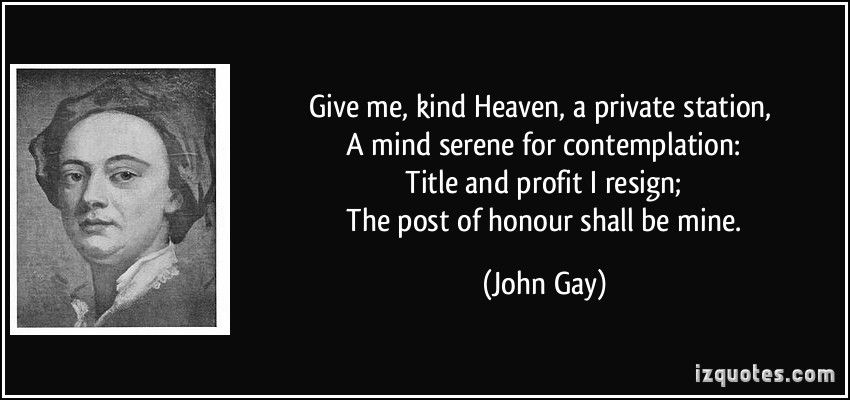 Give me, kind Heaven, a private station,
A mind serene for contemplation:
Title and profit I resign;
The post of honour shall be mine.
(John Gay)
izquotes.com